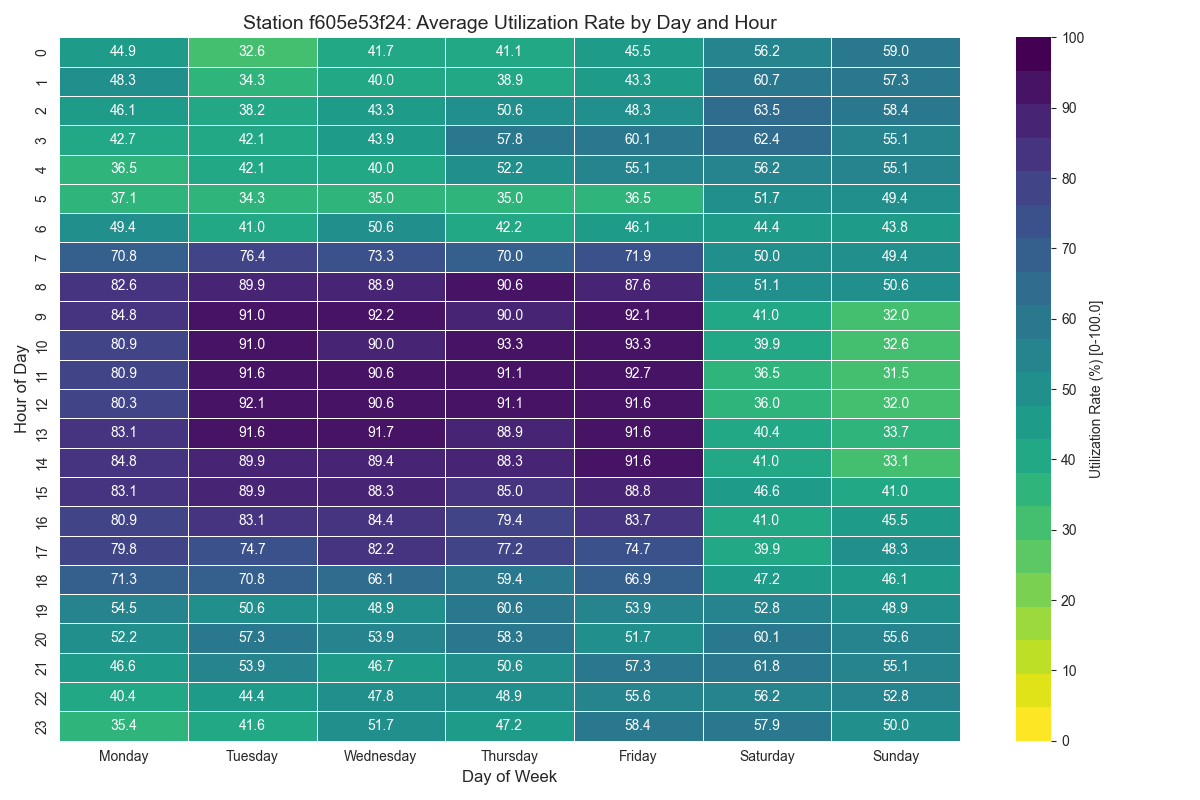 Station f605e53f24: Average Utilization Rate by Day and Hour
0 44.9 32.6 41.7 41.1 45.5 56.2 59.0
1 48.3 34.3 40.0 38.9 43.3 60.7 57.3
2 46.1 38.2 43.3 50.6 48.3 63.5 58.4
3 42.7 42.1 43.9 57.8 60.1 62.4 55.1
4 36.5 42.1 40.0 52.2 55.1 56.2 55.1
5 37.1 34.3 35.0 35.0 36.5 51.7 49.4
6 49.4 41.0 50.6 42.2 46.1 44.4 43.8
7 70.8 76.4 73.3 70.0 71.9 50.0 49.4
8 82.6 89.9 88.9 90.6 87.6 51.1 50.6
9 84.8 91.0 92.2 90.0 92.1 41.0 32.0
10 80.9 91.0 90.0 93.3 93.3 39.9 32.6
11 80.9 91.6 90.6 91.1 92.7 36.5 31.5
12 80.3 92.1 90.6 91.1 91.6 36.0 32.0
13 83.1 91.6 91.7 88.9 91.6 40.4 33.7
14 84.8 89.9 89.4 88.3 91.6 41.0 33.1
15 83.1 89.9 88.3 85.0 88.8 46.6 41.0
16 80.9 83.1 84.4 79.4 83.7 41.0 45.5
17 79.8 74.7 82.2 77.2 74.7 39.9 48.3
18 71.3 70.8 66.1 59.4 66.9 47.2 46.1
19 54.5 50.6 48.9 60.6 53.9 52.8 48.9
20 52.2 57.3 53.9 58.3 51.7 60.1 55.6
21 46.6 53.9 46.7 50.6 57.3 61.8 55.1
22 40.4 44.4 47.8 48.9 55.6 56.2 52.8
23 35.4 41.6 51.7 47.2 58.4 57.9 50.0
Monday Tuesday Wednesday Thursday Friday Saturday Sunday
Day of Week
Hour of Day
100
90
80
70
60
50
40
30
20
10
0
Utilization Rate (%) [0-100.0]